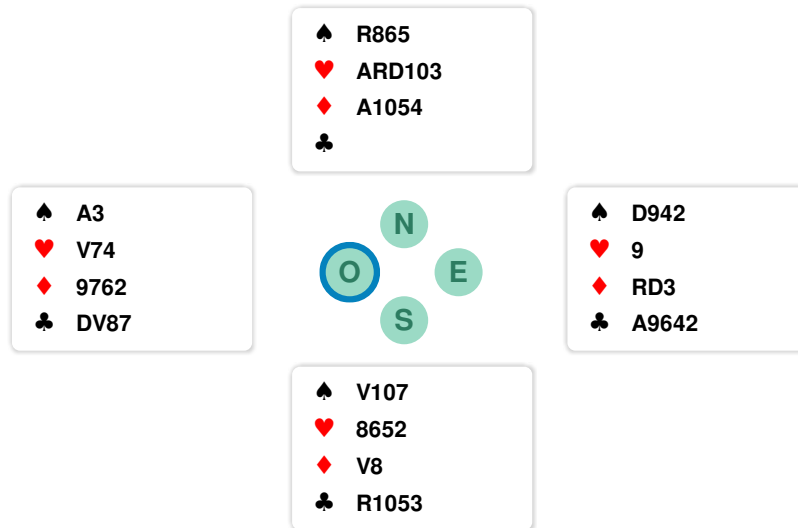 ♠ R865
♥ ARD103
♦ A1054
♣
♠ A3
♥ V74
♦ 9762
♣ DV87
N
O E
S
♠ D942
♥ 9
♦ RD3
♣ A9642
♠ V107
♥ 8652
♦ V8
♣ R1053